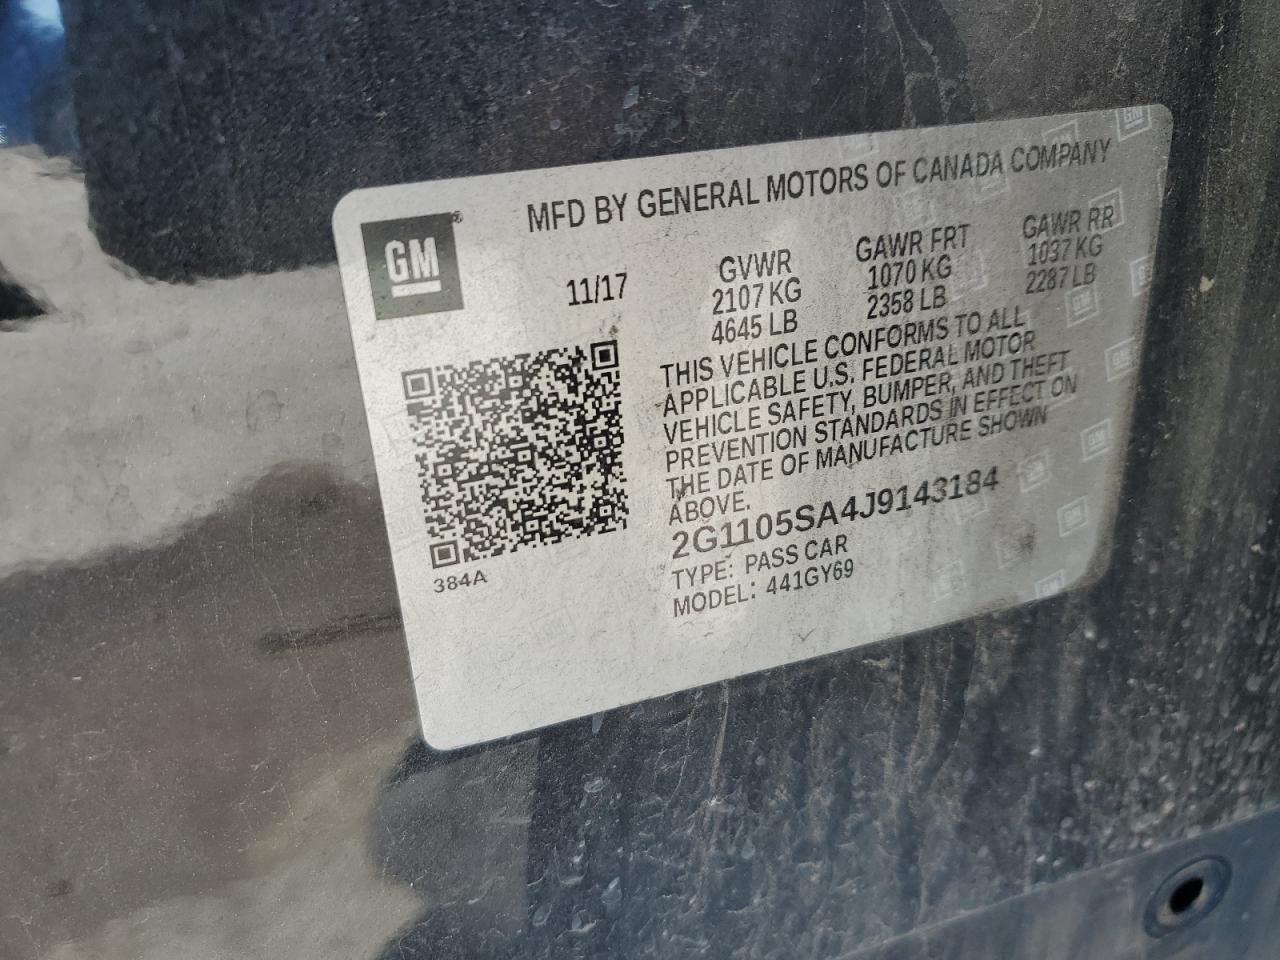 MFD BY GENERAL MOTORS OF CANADA COMPANY
GM®
11/17
GVWR
2107 KG
4645 LB
GAWR FRT
1070 KG
2358 LB
GAWR RR
1037 KG
2287 LB
THIS VEHICLE CONFORMS TO ALL
APPLICABLE U.S. FEDERAL MOTOR
VEHICLE SAFETY, BUMPER, AND THEFT
PREVENTION STANDARDS IN EFFECT ON
THE DATE OF MANUFACTURE SHOWN
ABOVE.
2G1105SA4J9143184
TYPE: PASS CAR
MODEL: 441GY69
384A